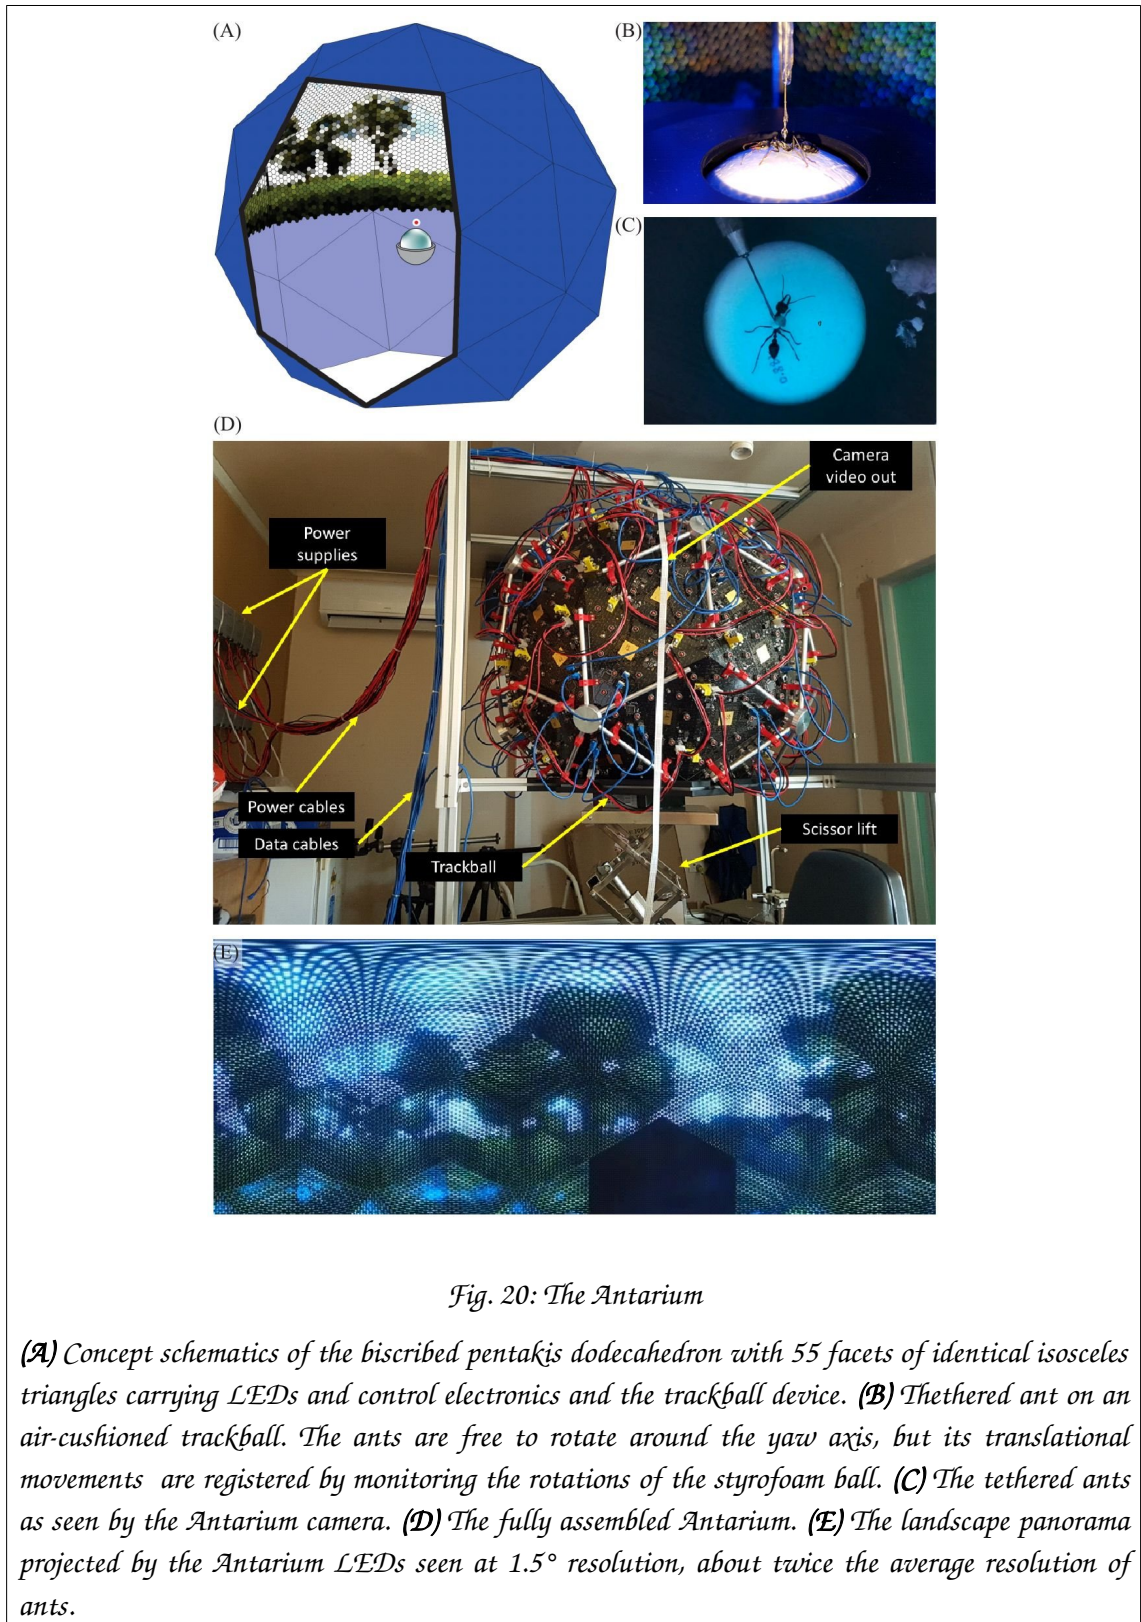 (A)
(B)
(C)
(D)
Camera
video out
Power
supplies
Power cables
Data cables
Trackball
Scissor lift
(E)
Fig. 20: The Antarium
(A) Concept schematics of the biscribed pentakis dodecahedron with 55 facets of identical isosceles
triangles carrying LEDs and control electronics and the trackball device. (B) Thethered ant on an
air-cushioned trackball. The ants are free to rotate around the yaw axis, but its translational
movements are registered by monitoring the rotations of the styrofoam ball. (C) The tethered ants
as seen by the Antarium camera. (D) The fully assembled Antarium. (E) The landscape panorama
projected by the Antarium LEDs seen at 1.5° resolution, about twice the average resolution of
ants.